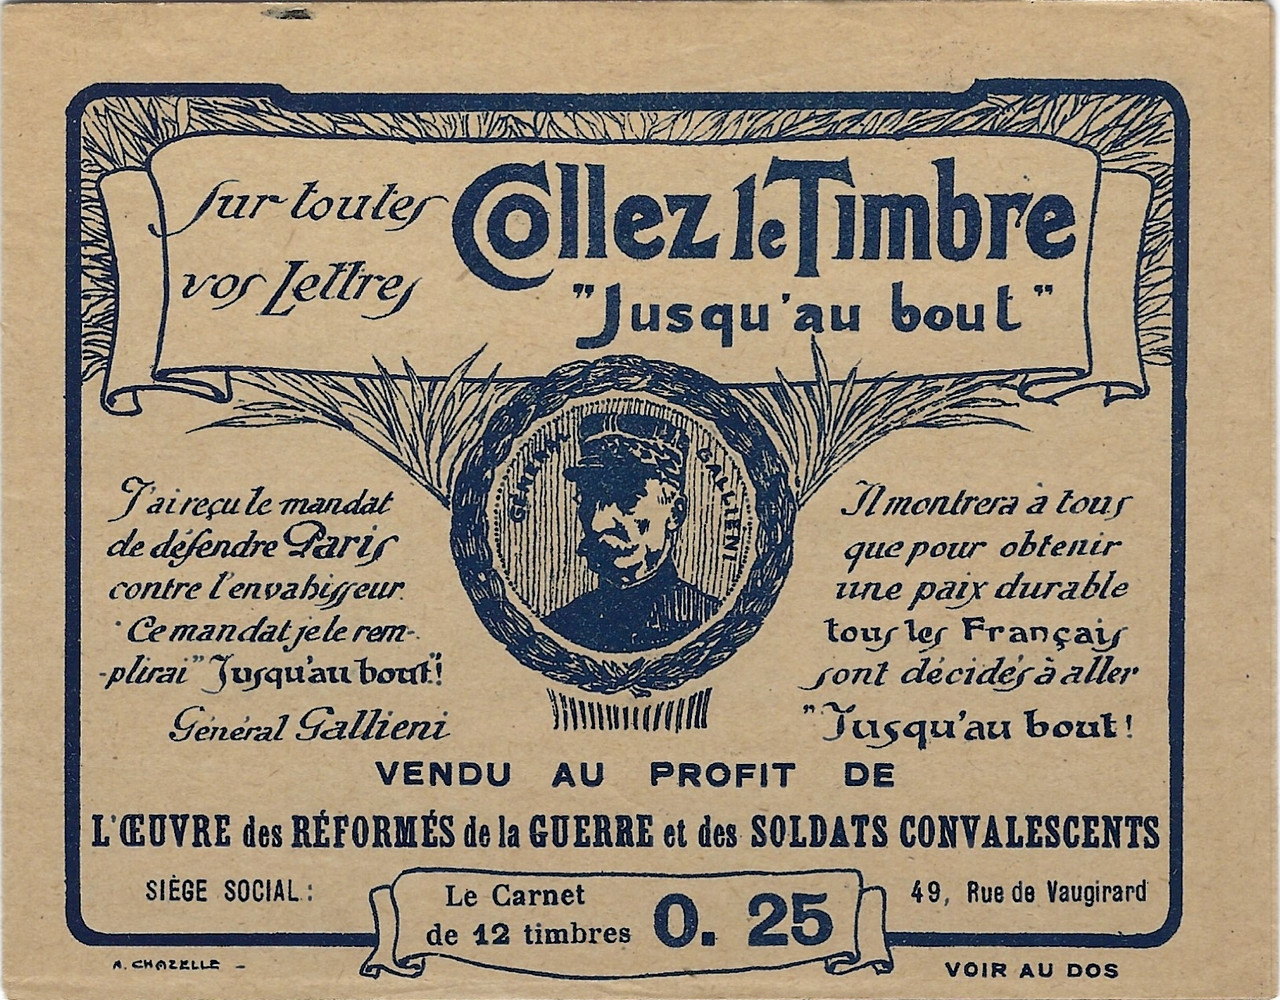 Sur toutes
vos Lettres
Collez le Timbre
"Jusqu'au bout"
GÉNÉRAL GALLIÉNI
J'ai reçu le mandat
de défendre Paris
contre l'envahisseur.
Ce mandat je le rem-
-plirai "Jusqu'au bout"!
Général Gallieni
Il montrera à tous
que pour obtenir
une paix durable
tous les Français
sont décidés à aller
"Jusqu'au bout!
VENDU AU PROFIT DE
L'ŒUVRE des RÉFORMÉS de la GUERRE et des SOLDATS CONVALESCENTS
SIÈGE SOCIAL :
49, Rue de Vaugirard
Le Carnet
de 12 timbres
0. 25
A. CHAZELLE -
VOIR AU DOS